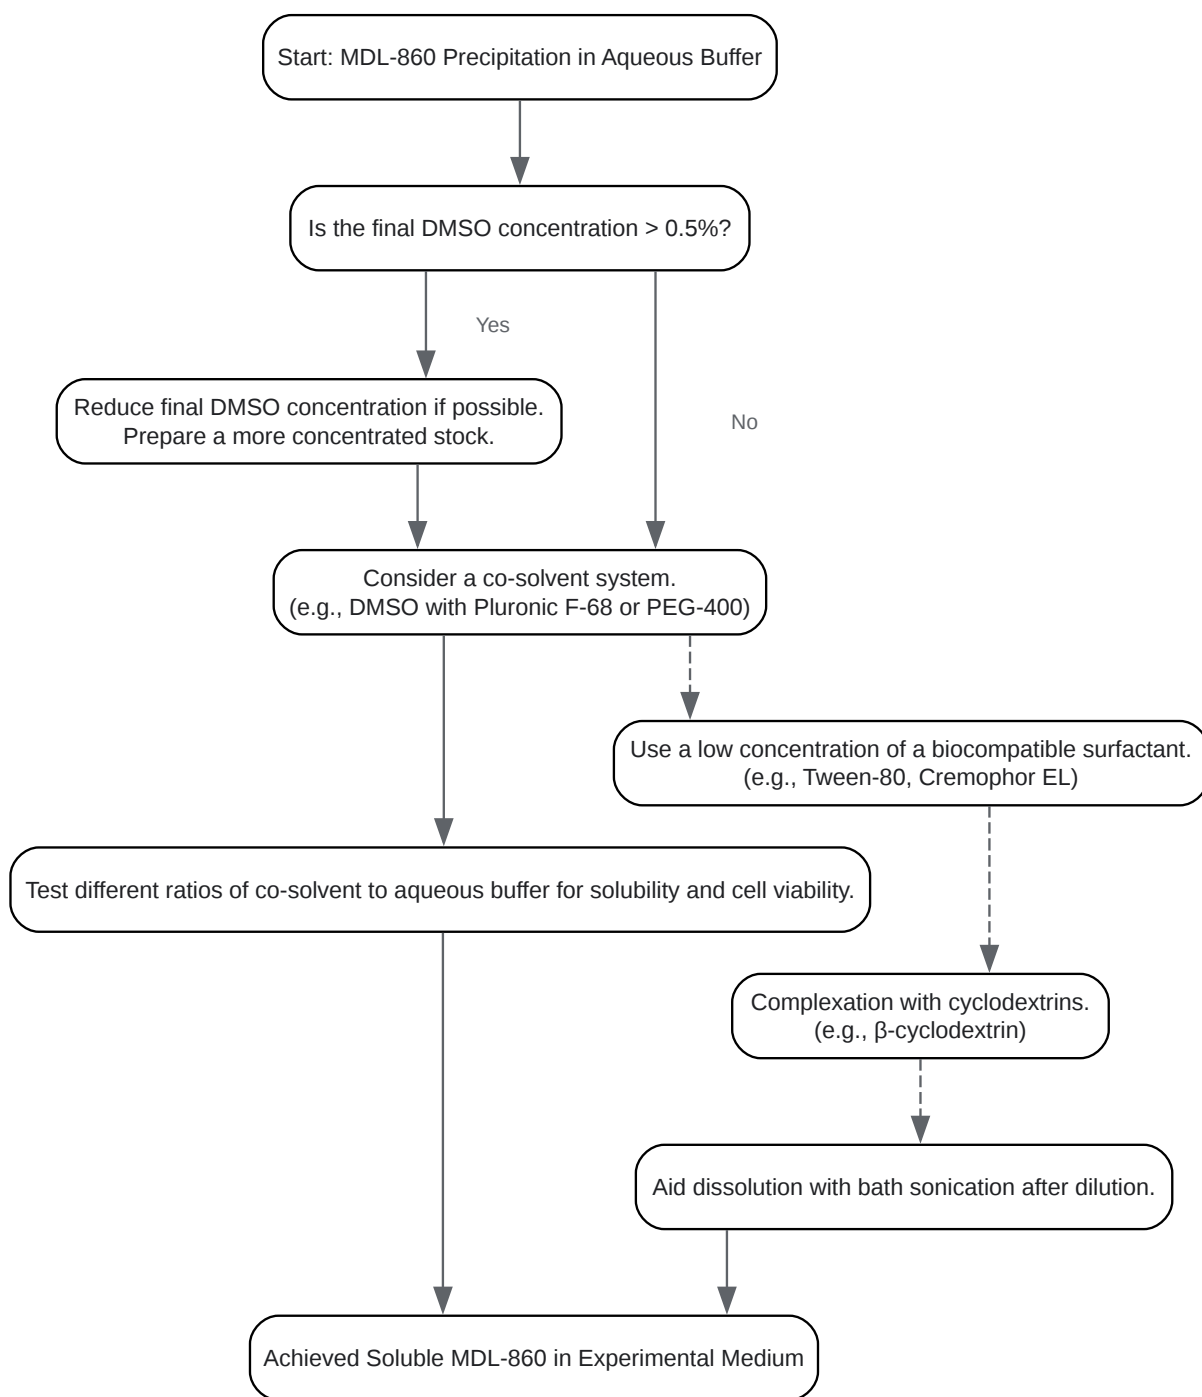 Start: MDL-860 Precipitation in Aqueous Buffer
Is the final DMSO concentration > 0.5%?
Yes
Reduce final DMSO concentration if possible.
Prepare a more concentrated stock.
No
Consider a co-solvent system.
(e.g., DMSO with Pluronic F-68 or PEG-400)
Use a low concentration of a biocompatible surfactant.
(e.g., Tween-80, Cremophor EL)
Test different ratios of co-solvent to aqueous buffer for solubility and cell viability.
Complexation with cyclodextrins.
(e.g., β-cyclodextrin)
Aid dissolution with bath sonication after dilution.
Achieved Soluble MDL-860 in Experimental Medium